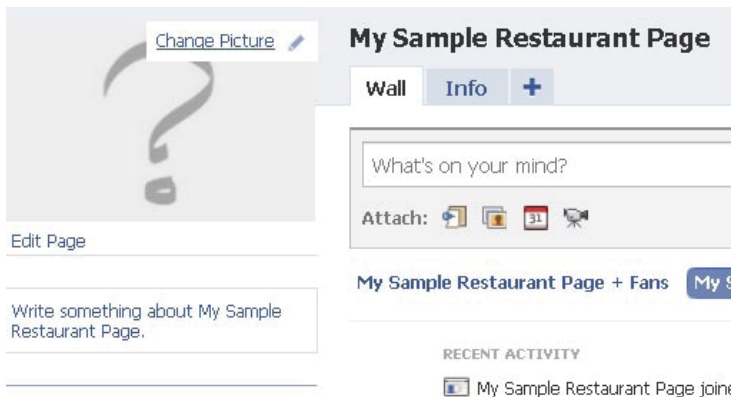 Change Picture
My Sample Restaurant Page
Wall Info +
What's on your mind?
Attach: 31
Edit Page
My Sample Restaurant Page + Fans My
Write something about My Sample
Restaurant Page.
RECENT ACTIVITY
My Sample Restaurant Page